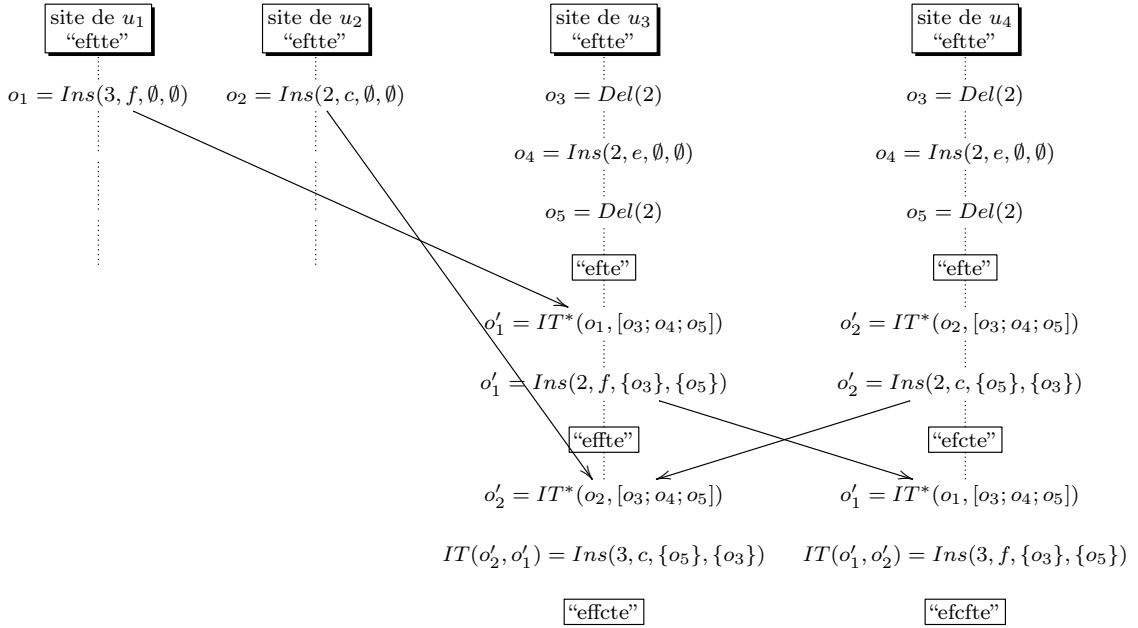 site de u₁
“eftte”
site de u₂
“eftte”
site de u₃
“eftte”
site de u₄
“eftte”
o₁ = Ins(3, f, ∅, ∅)
o₂ = Ins(2, c, ∅, ∅)
o₃ = Del(2)
o₃ = Del(2)
o₄ = Ins(2, e, ∅, ∅)
o₄ = Ins(2, e, ∅, ∅)
o₅ = Del(2)
o₅ = Del(2)
“efte”
“efte”
o′₁ = IT*(o₁, [o₃; o₄; o₅])
o′₂ = IT*(o₂, [o₃; o₄; o₅])
o′₁ = Ins(2, f, {o₃}, {o₅})
o′₂ = Ins(2, c, {o₅}, {o₃})
“effte”
“efcte”
o′₂ = IT*(o₂, [o₃; o₄; o₅])
o′₁ = IT*(o₁, [o₃; o₄; o₅])
IT(o′₂, o′₁) = Ins(3, c, {o₅}, {o₃})
IT(o′₁, o′₂) = Ins(3, f, {o₃}, {o₅})
“effcte”
“efcfte”